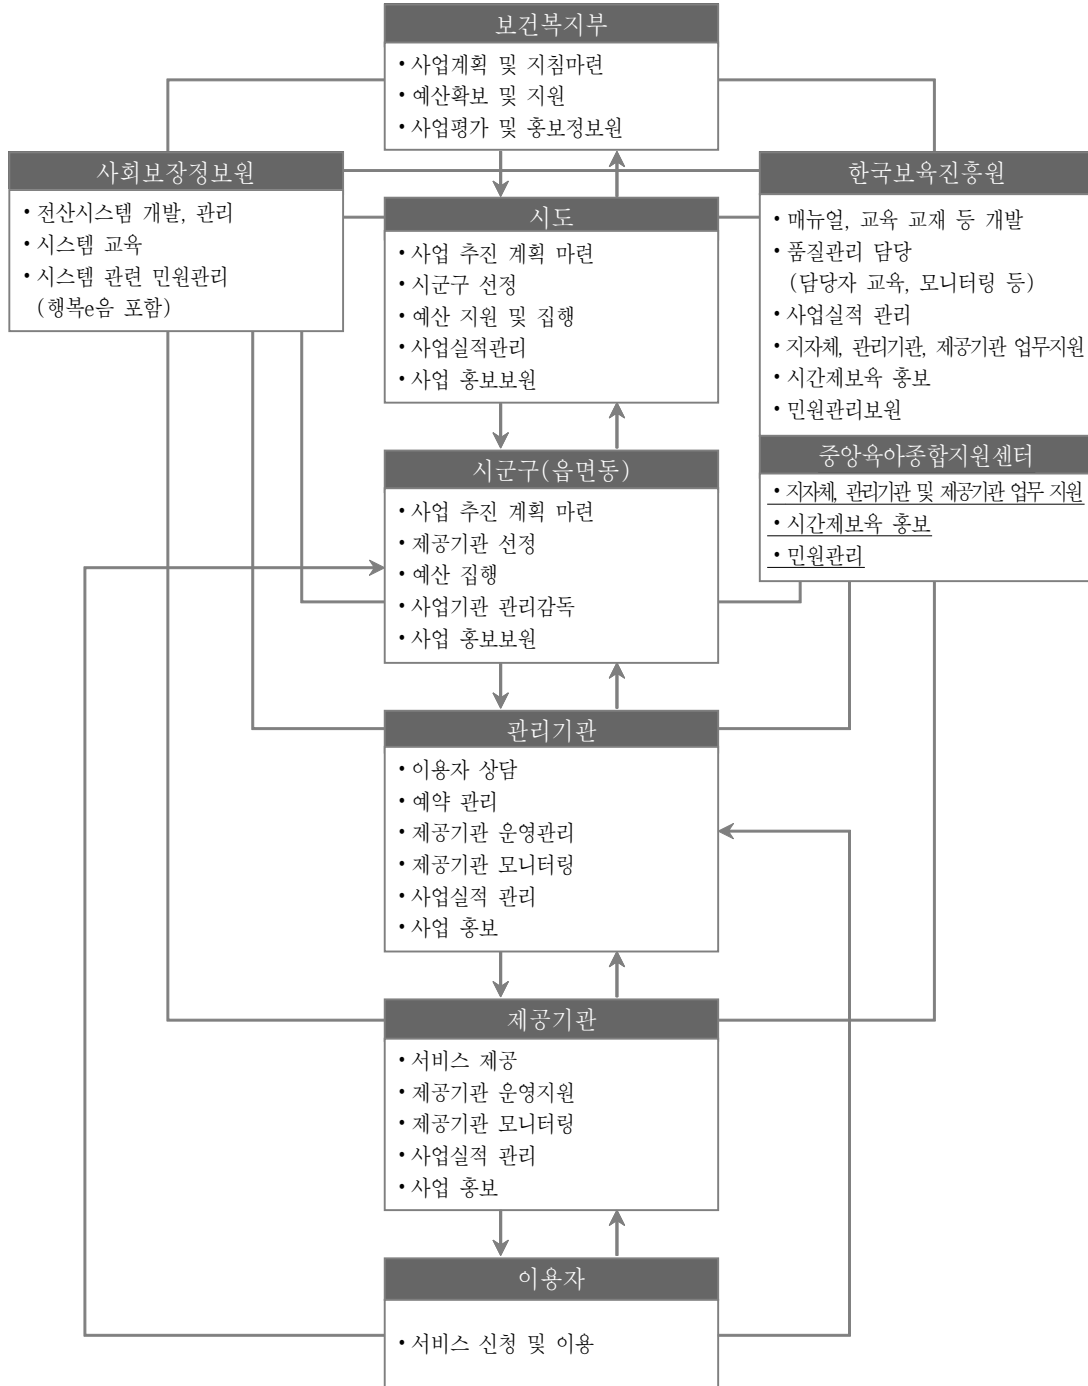 보건복지부
• 사업계획 및 지침마련
• 예산확보 및 지원
• 사업평가 및 홍보정보원
사회보장정보원
• 전산시스템 개발, 관리
• 시스템 교육
• 시스템 관련 민원관리
(행복e음 포함)
한국보육진흥원
• 매뉴얼, 교육 교재 등 개발
• 품질관리 담당
(담당자 교육, 모니터링 등)
• 사업실적 관리
• 지자체, 관리기관, 제공기관 업무지원
• 시간제보육 홍보
• 민원관리보원
중앙육아종합지원센터
• 지자체, 관리기관 및 제공기관 업무 지원
• 시간제보육 홍보
• 민원관리
시도
• 사업 추진 계획 마련
• 시군구 선정
• 예산 지원 및 집행
• 사업실적관리
• 사업 홍보보원
시군구(읍면동)
• 사업 추진 계획 마련
• 제공기관 선정
• 예산 집행
• 사업기관 관리감독
• 사업 홍보보원
관리기관
• 이용자 상담
• 예약 관리
• 제공기관 운영관리
• 제공기관 모니터링
• 사업실적 관리
• 사업 홍보
제공기관
• 서비스 제공
• 제공기관 운영지원
• 제공기관 모니터링
• 사업실적 관리
• 사업 홍보
이용자
• 서비스 신청 및 이용